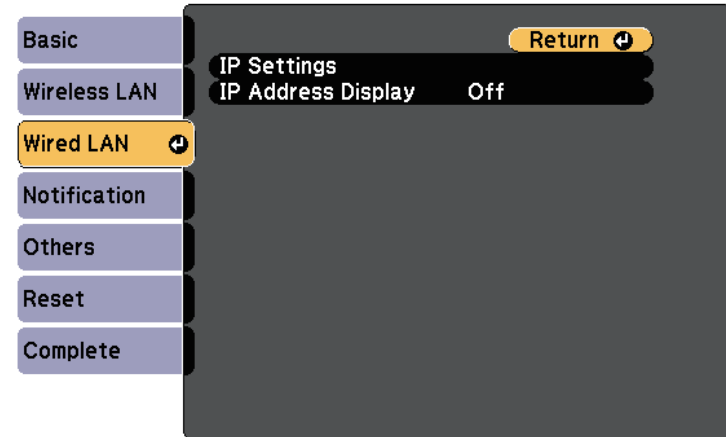 Basic
Wireless LAN
Wired LAN
Notification
Others
Reset
Complete
Return
IP Settings
IP Address Display Off